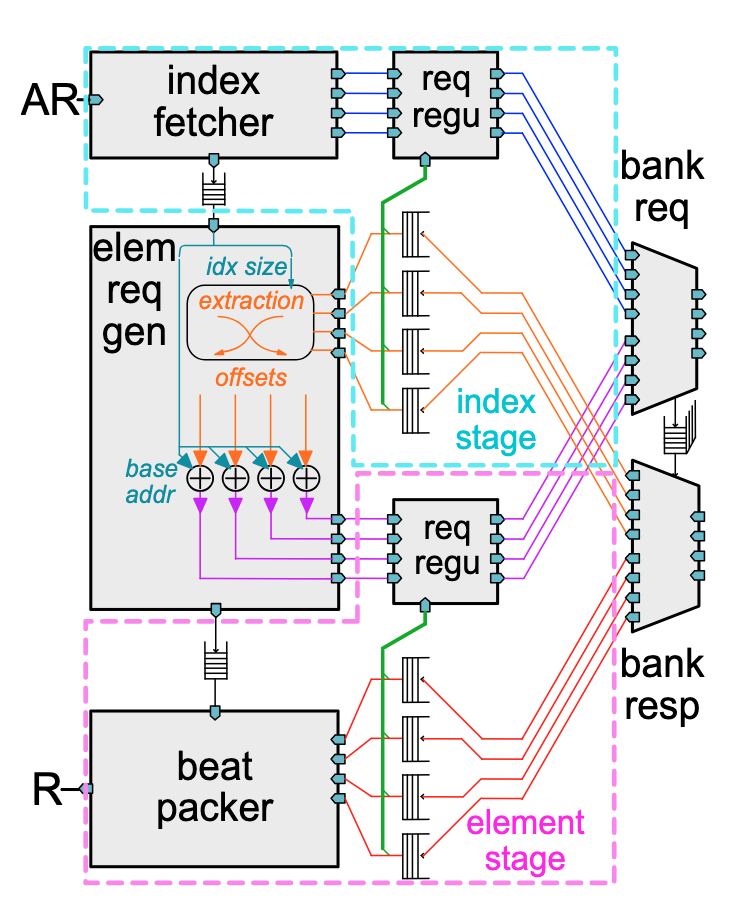 AR
index
fetcher
req
regu
bank
req
elem
req
gen
idx size
extraction
offsets
base
addr
index
stage
req
regu
bank
resp
R
beat
packer
element
stage